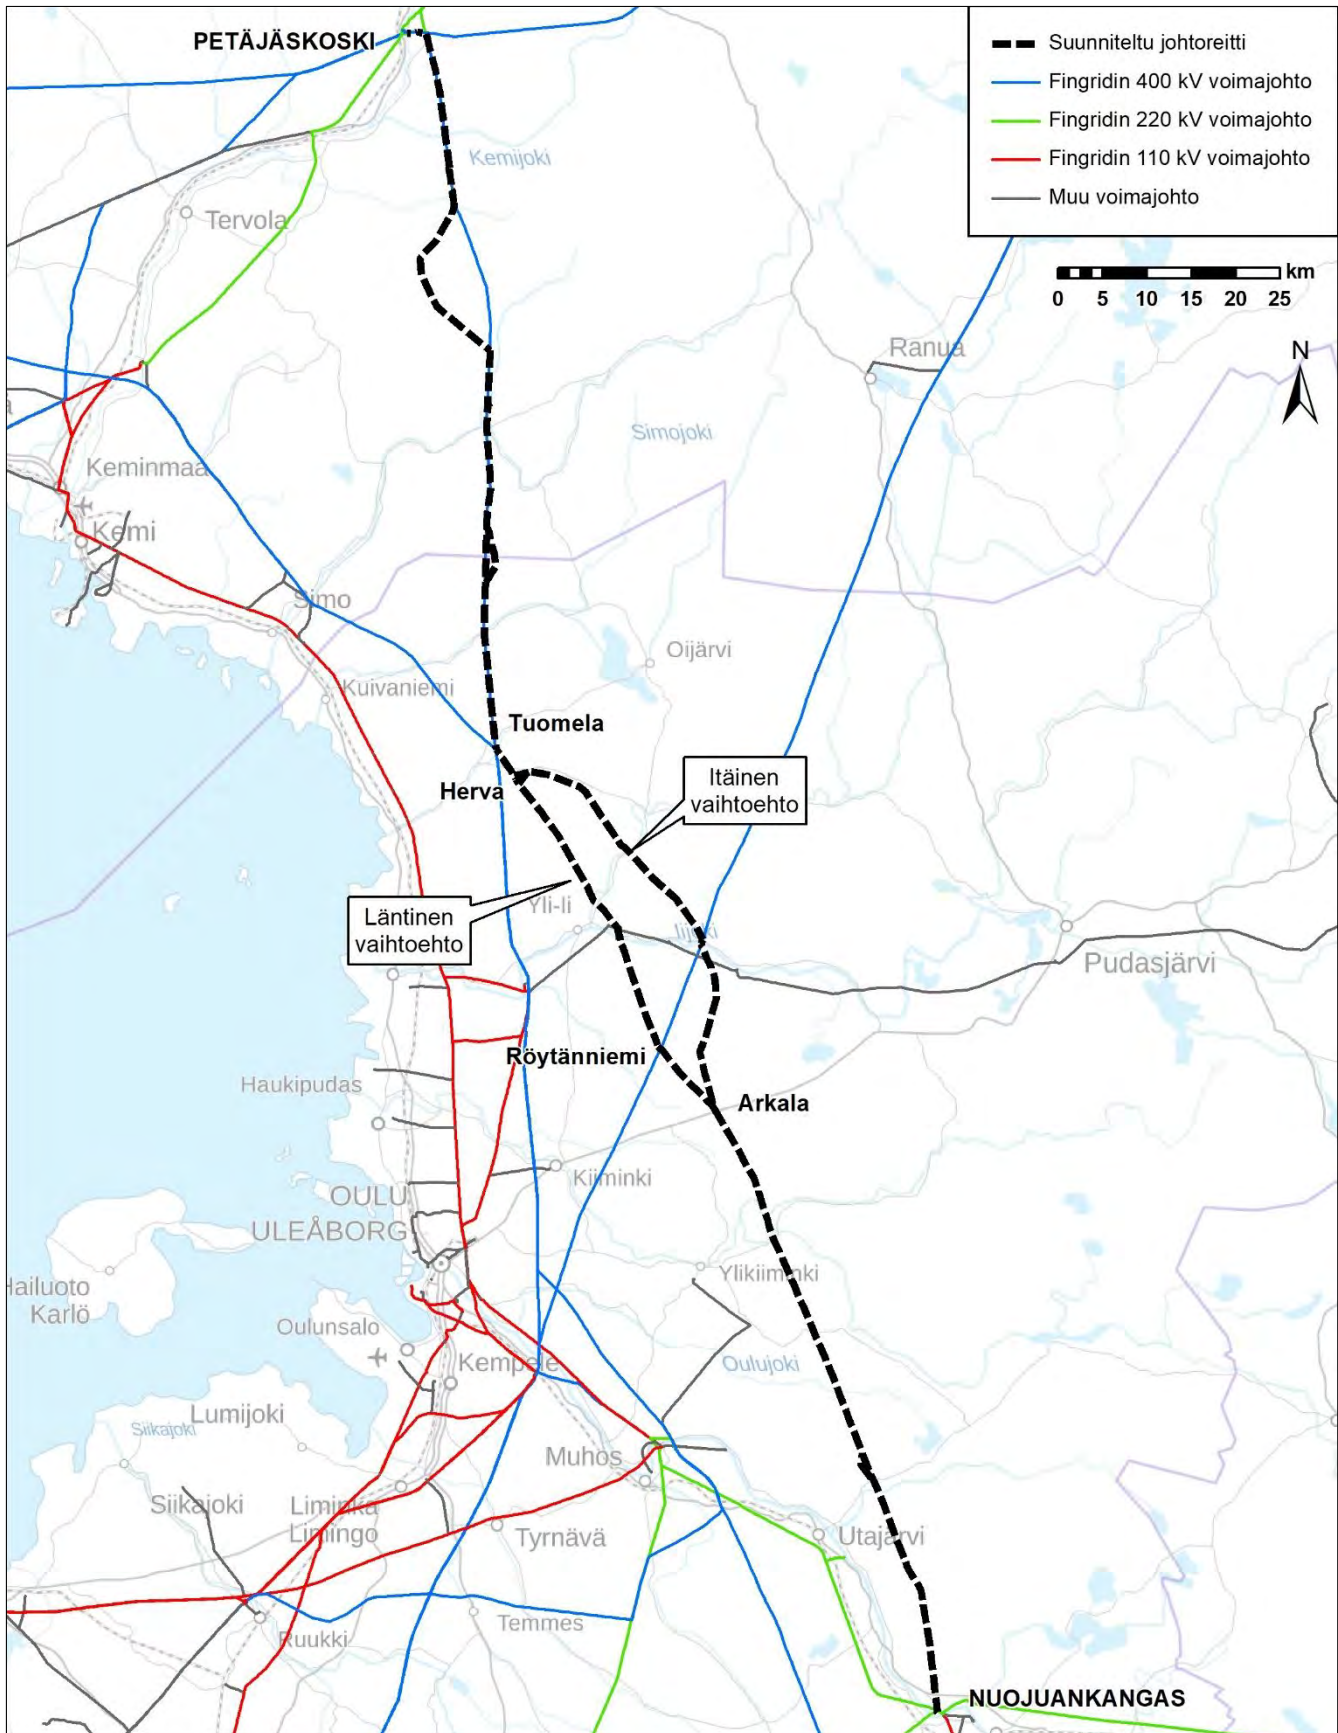 PETÄJÄSKOSKI
Suunniteltu johtoreitti
Fingridin 400 kV voimajohto
Fingridin 220 kV voimajohto
Fingridin 110 kV voimajohto
Muu voimajohto
km
0 5 10 15 20 25
N
Kemijoki
Tervola
Ranua
Simojoki
a
Keminmaa
Kemi
Simo
Oijärvi
Kuivaniemi
Tuomela
Herva
Itäinen
vaihtoehto
Läntinen
vaihtoehto
Yli-Ii
Iijoki
Pudasjärvi
Röytänniemi
Haukipudas
Arkala
Kiiminki
OULU
ULEÅBORG
Ylikiiminki
Hailuoto
Karlö
Oulunsalo
Kempele
Oulujoki
Lumijoki
Siikajoki
Muhos
Siikajoki
Liminka
Limingo
Tyrnävä
Utajärvi
Temmes
Ruukki
NUOJUANKANGAS